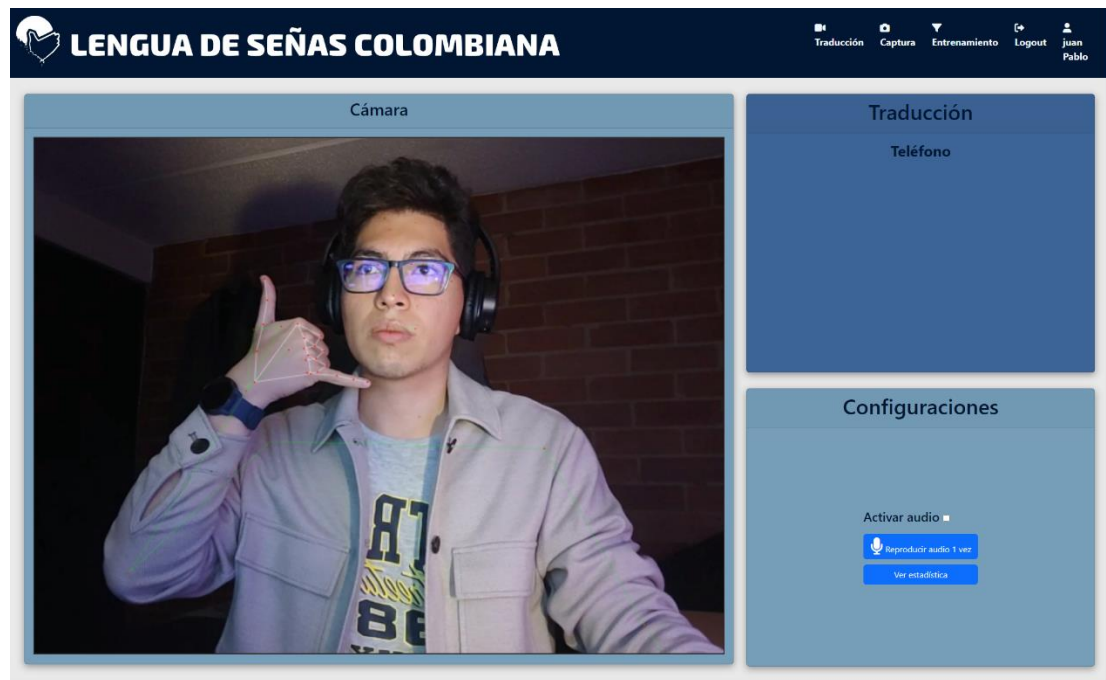 LENGUA DE SEÑAS COLOMBIANA
Traducción
Captura
Entrenamiento
Logout
juan
Pablo
Cámara
Traducción
Teléfono
Configuraciones
Activar audio
Reproducir audio 1 vez
Ver estadística
86